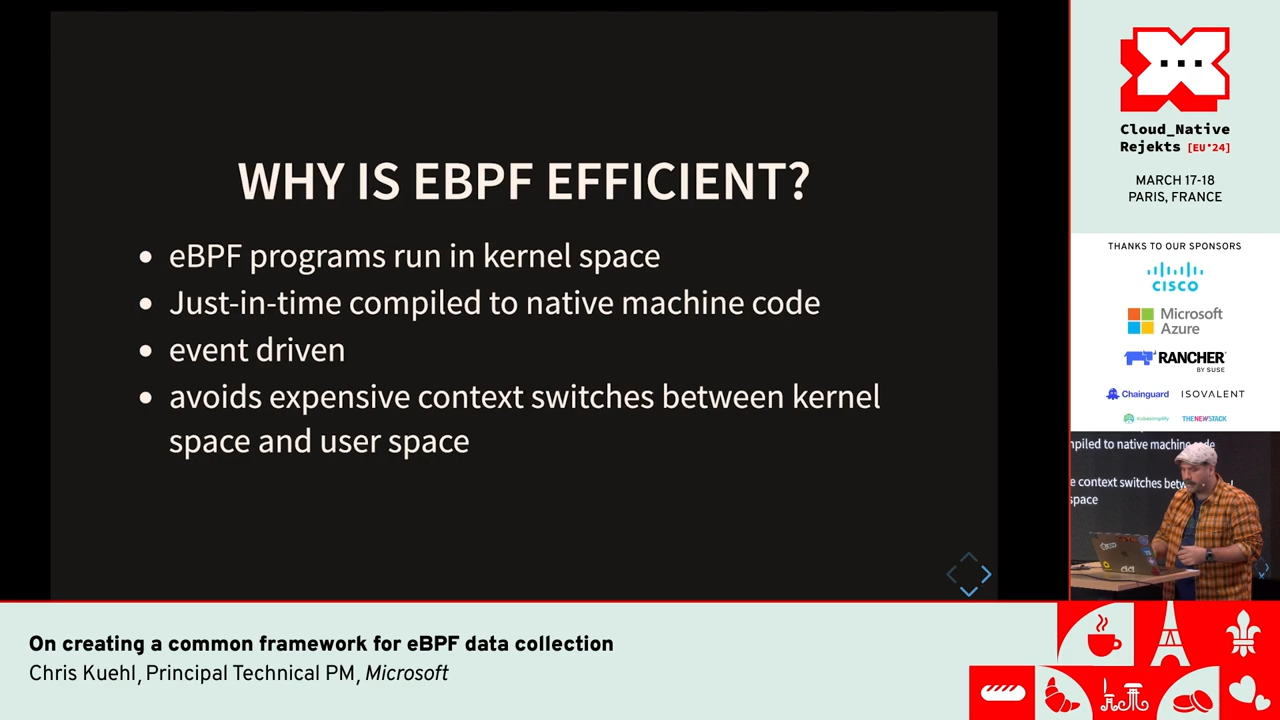 WHY IS EBPF EFFICIENT?
• eBPF programs run in kernel space
• Just-in-time compiled to native machine code
• event driven
• avoids expensive context switches between kernel
space and user space
Cloud_Native
Rejekts [EU'24]
MARCH 17-18
PARIS, FRANCE
THANKS TO OUR SPONSORS
CISCO
Microsoft
Azure
RANCHER
BY SUSE
Chainguard
ISOVALENT
Kubesimplify
THENEWSTACK
mpiled to native machine code
e context switches betw
space
On creating a common framework for eBPF data collection
Chris Kuehl, Principal Technical PM, Microsoft